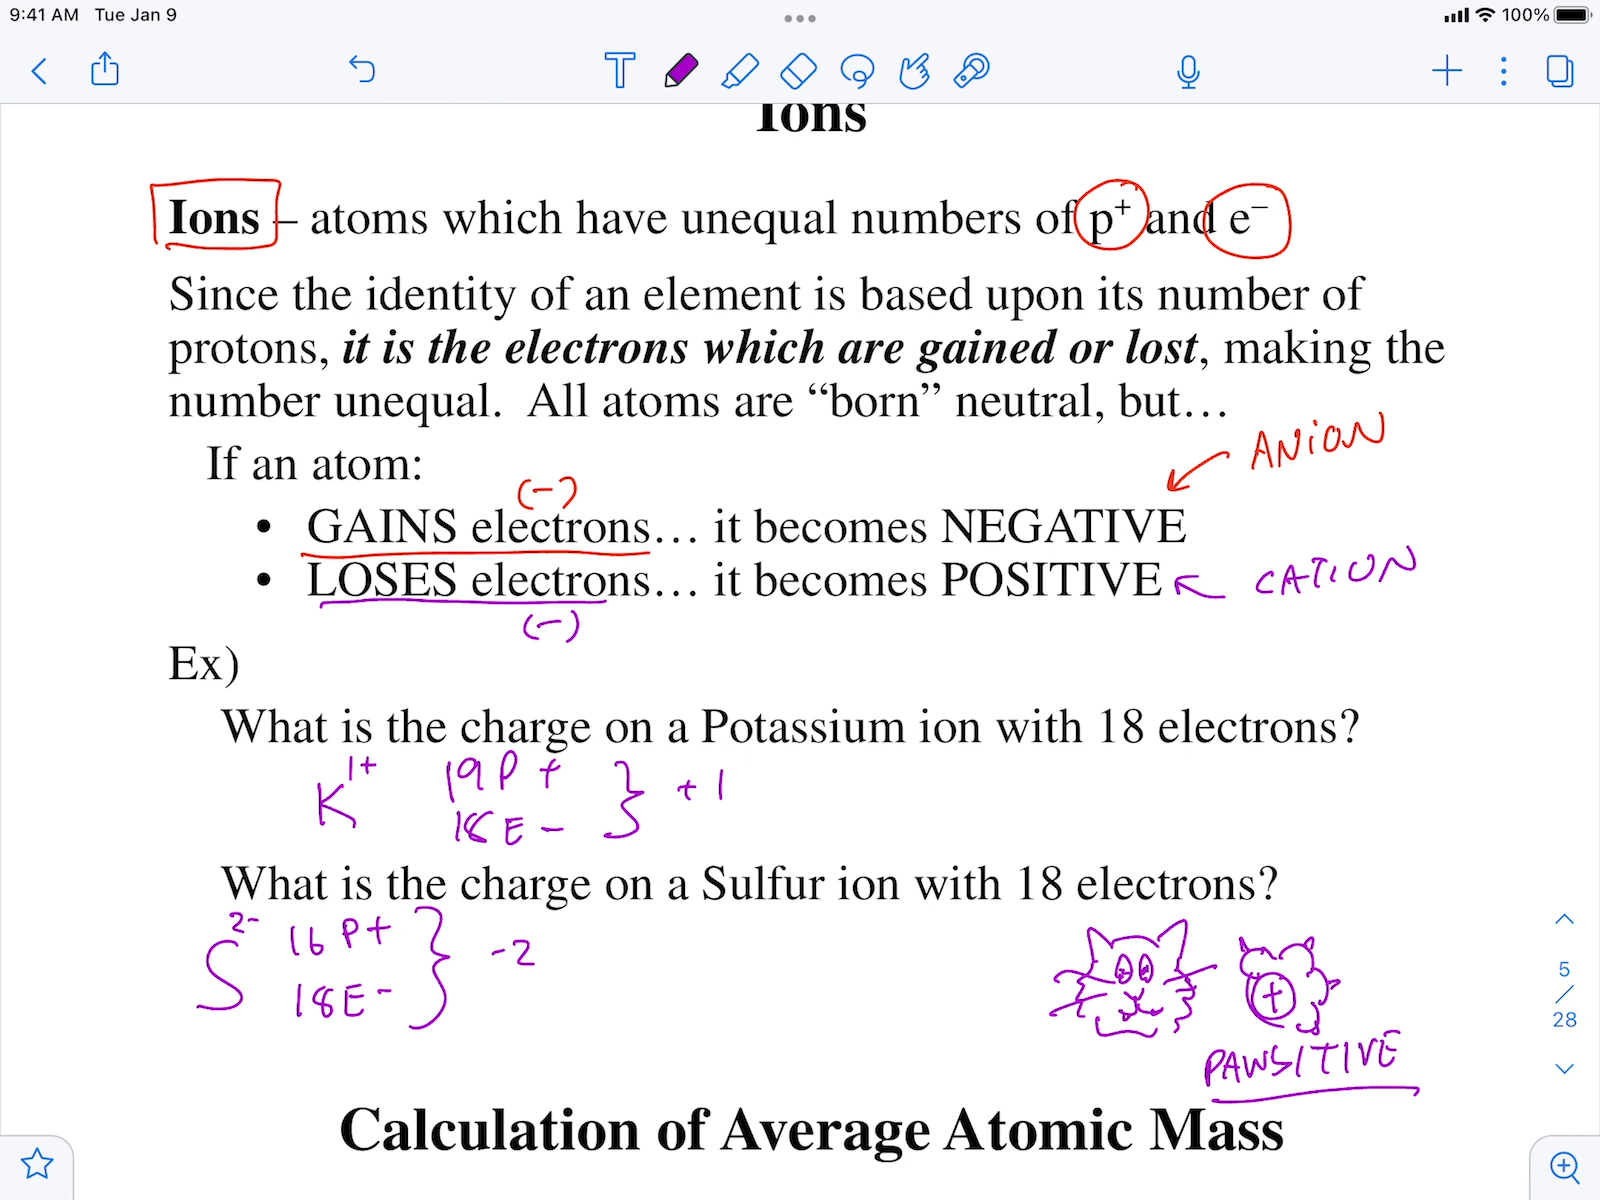 9:41 AM Tue Jan 9
100%
Ions
Ions – atoms which have unequal numbers of p⁺ and e⁻
Since the identity of an element is based upon its number of
protons, it is the electrons which are gained or lost, making the
number unequal. All atoms are “born” neutral, but…
ANiON
If an atom:
(-)
• GAINS electrons… it becomes NEGATIVE
• LOSES electrons… it becomes POSITIVE
CATION
(-)
Ex)
What is the charge on a Potassium ion with 18 electrons?
K¹⁺ 19 P + } + 1
18 E -
What is the charge on a Sulfur ion with 18 electrons?
S²⁻ 16 P+ } -2
18 E -
+
PAWSITIVE
5
/
28
Calculation of Average Atomic Mass